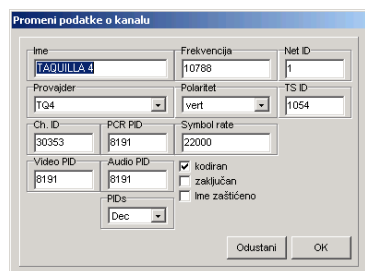 Promeni podatke o kanalu
Ime Frekvencija Net ID
TAQUILLA 4 10788 1
Provajder Polaritet TS ID
TQ4 vert 1054
Ch. ID PCR PID Symbol rate
30353 8191 22000
Video PID Audio PID kodiran
8191 8191 zaključan
PIDs Ime zaštićeno
Dec
Odustani OK